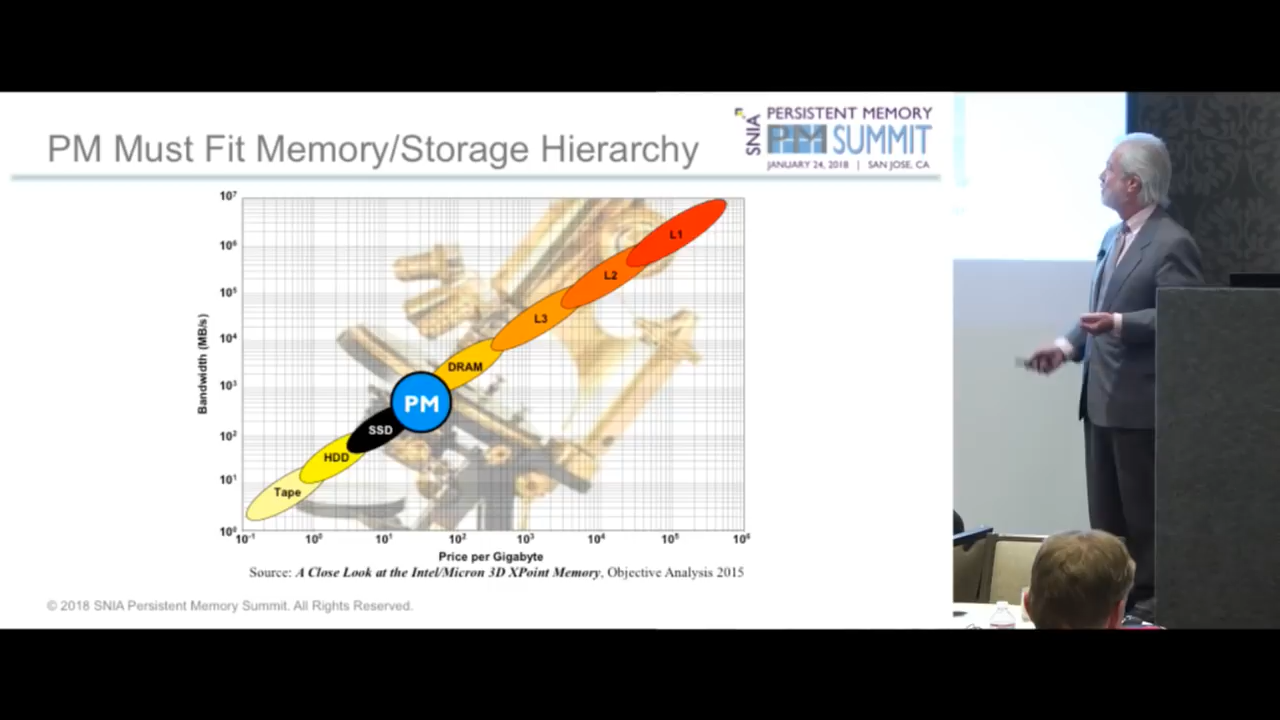 PM Must Fit Memory/Storage Hierarchy
SNIA
PERSISTENT MEMORY
PM SUMMIT
JANUARY 24, 2018 | SAN JOSE, CA
10⁷
10⁶
10⁵
10⁴
10³
10²
10¹
10⁰
Bandwidth (MB/s)
L1
L2
L3
DRAM
PM
SSD
HDD
Tape
10⁻¹ 10⁰ 10¹ 10² 10³ 10⁴ 10⁵ 10⁶
Price per Gigabyte
Source: A Close Look at the Intel/Micron 3D XPoint Memory, Objective Analysis 2015
© 2018 SNIA Persistent Memory Summit. All Rights Reserved.